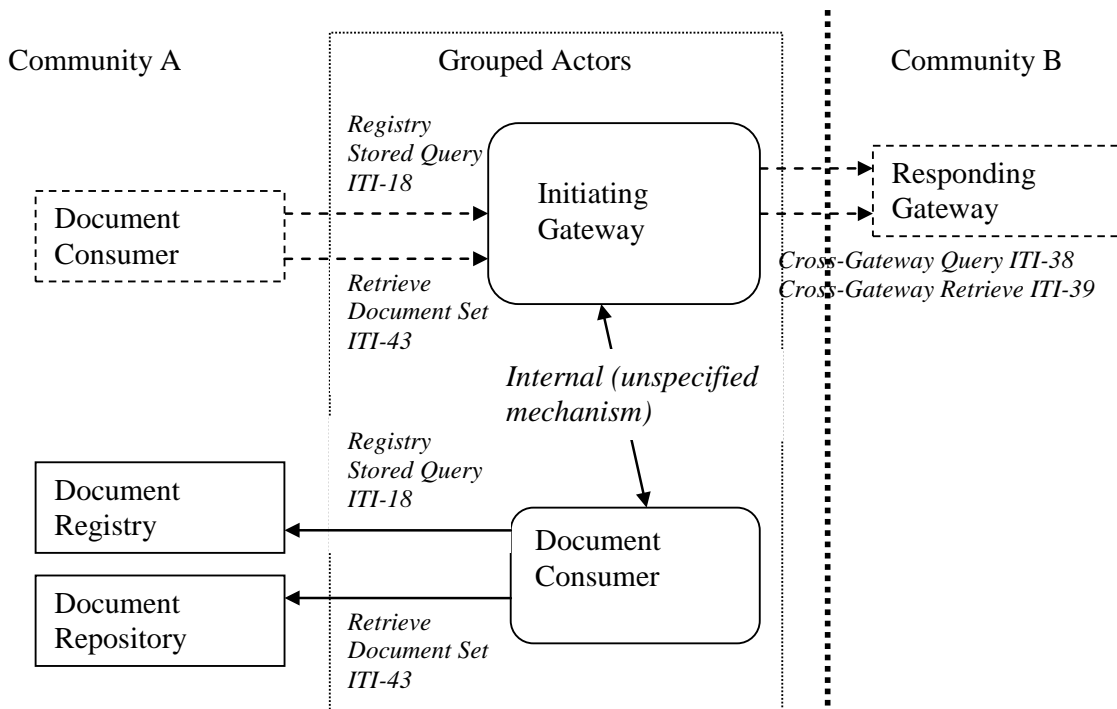 Community A
Grouped Actors
Community B
Registry
Stored Query
ITI-18
Document
Consumer
Initiating
Gateway
Responding
Gateway
Retrieve
Document Set
ITI-43
Cross-Gateway Query ITI-38
Cross-Gateway Retrieve ITI-39
Internal (unspecified
mechanism)
Registry
Stored Query
ITI-18
Document
Registry
Document
Consumer
Document
Repository
Retrieve
Document Set
ITI-43